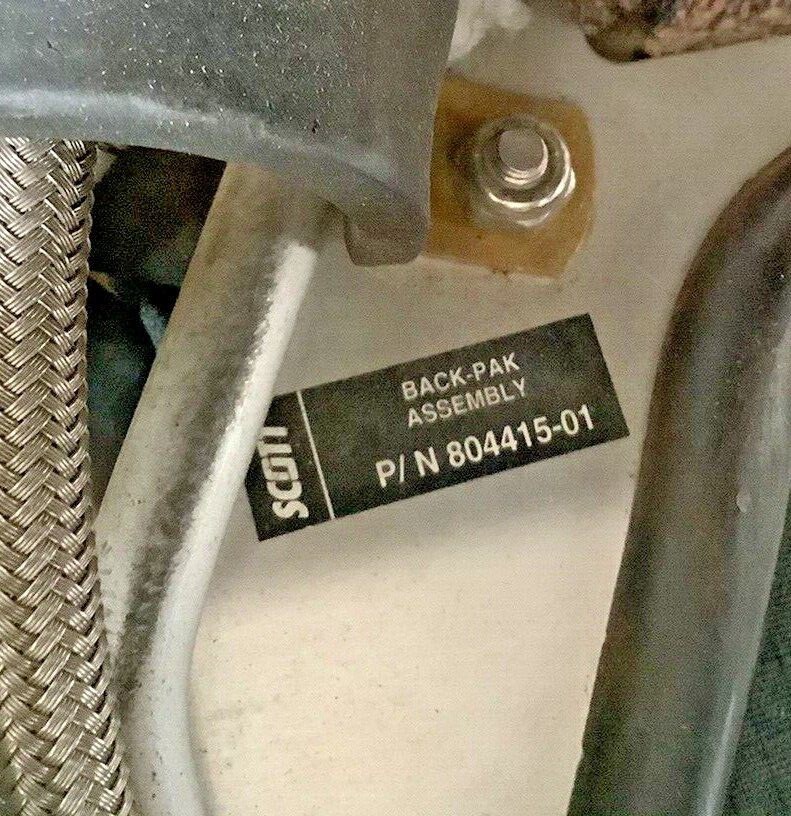 SCOTT
BACK-PAK
ASSEMBLY
P/N 804415-01